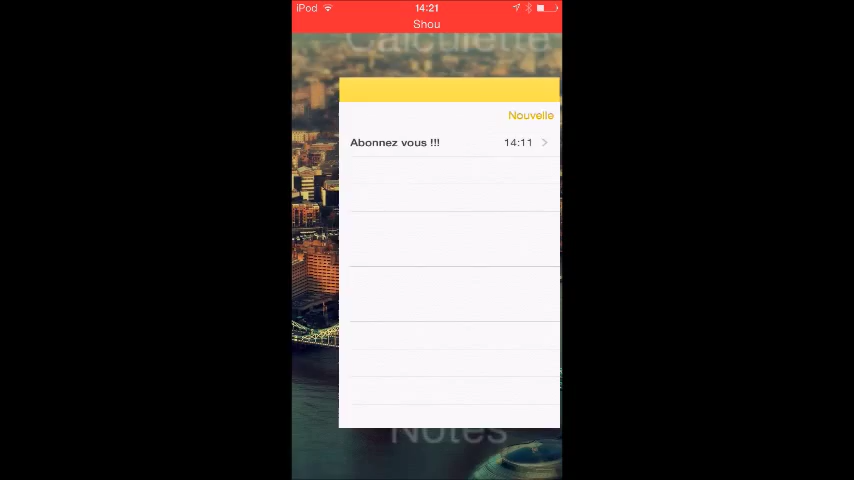 iPod 14:21
Shou
Calculette
Nouvelle
Abonnez vous !!! 14:11
Notes